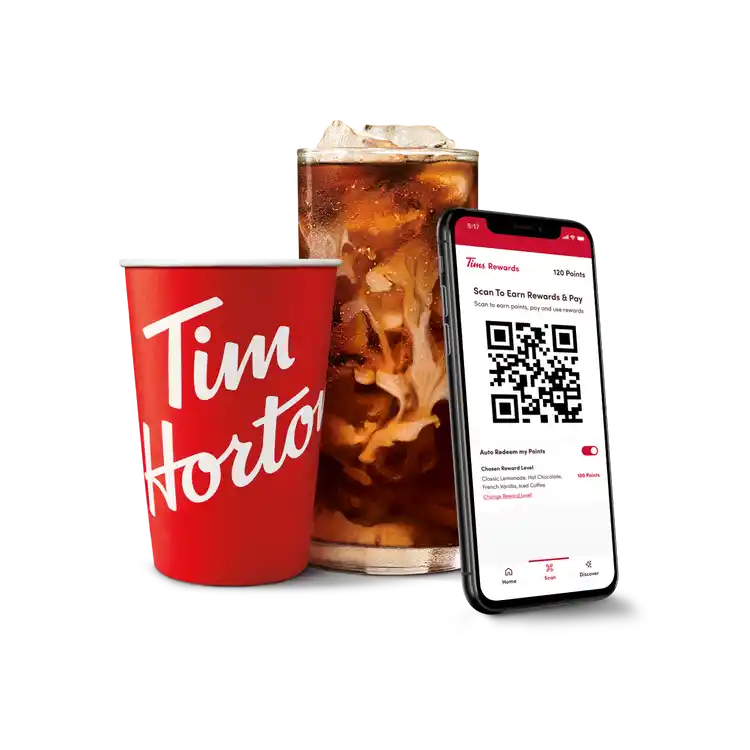 Tim
Horto
5:17
Tims Rewards
120 Points
Scan To Earn Rewards & Pay
Scan to earn points, pay and use rewards
Auto Redeem my Points
Chosen Reward Level
Classic Lemonade, Hot Chocolate,
French Vanilla, Iced Coffee
100 Points
Change Reward Level
Home
Scan
Discover